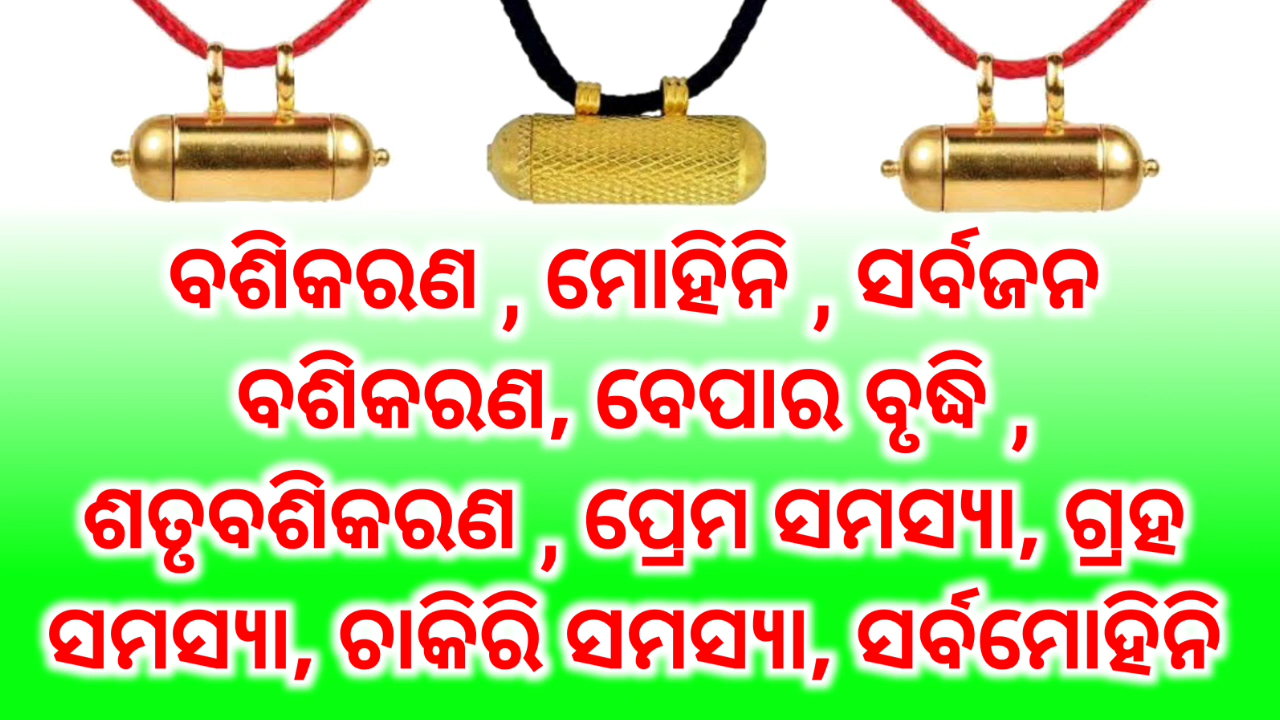 ବଶିକରଣ , ମୋହିନି , ସର୍ବଜନ
ବଶିକରଣ, ବେପାର ବୃଦ୍ଧି ,
ଶତୃବଶିକରଣ , ପ୍ରେମ ସମସ୍ୟା, ଗ୍ରହ
ସମସ୍ୟା, ଚାକିରି ସମସ୍ୟା, ସର୍ବମୋହିନି